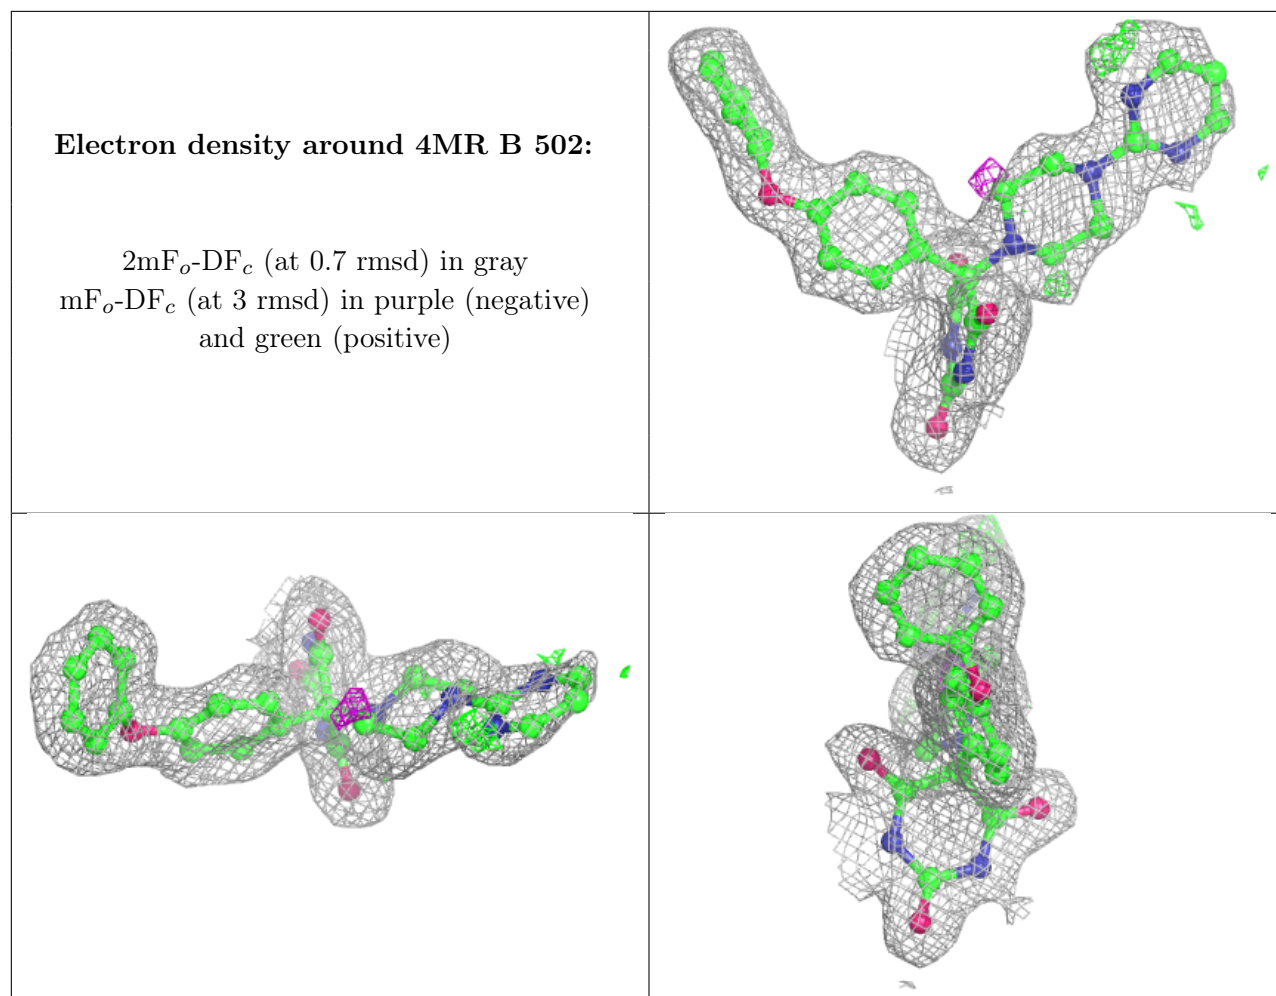 Electron density around 4MR B 502:
2mFₒ-DF𝒸 (at 0.7 rmsd) in gray
mFₒ-DF𝒸 (at 3 rmsd) in purple (negative)
and green (positive)